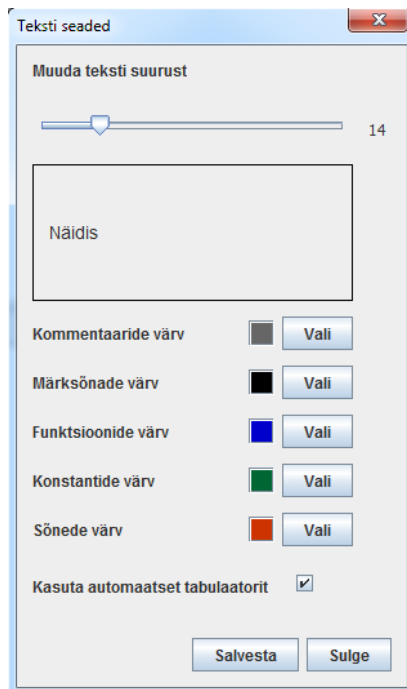 Teksti seaded
Muuda teksti suurust
14
Näidis
Kommentaaride värv Vali
Märksõnade värv Vali
Funktsioonide värv Vali
Konstantide värv Vali
Sõnede värv Vali
Kasuta automaatset tabulaatorit
Salvesta Sulge